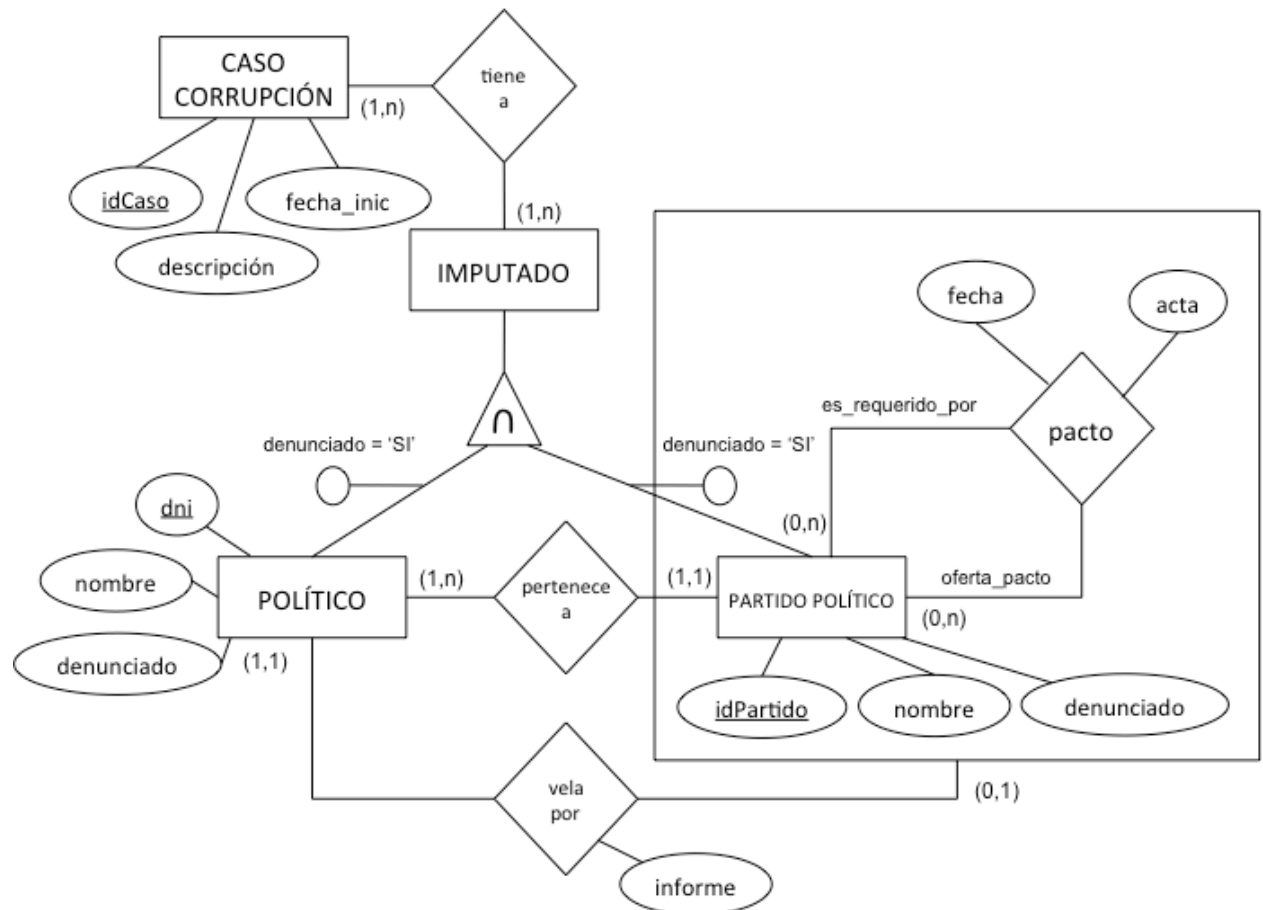 CASO
CORRUPCIÓN
tiene
a
(1,n)
idCaso
fecha_inic
descripción
(1,n)
IMPUTADO
fecha
acta
es_requerido_por
pacto
∩
denunciado = 'SI'
denunciado = 'SI'
dni
(0,n)
nombre
POLÍTICO
(1,n)
pertenece
a
(1,1)
PARTIDO POLÍTICO
oferta_pacto
(0,n)
denunciado
(1,1)
idPartido
nombre
denunciado
vela
por
(0,1)
informe